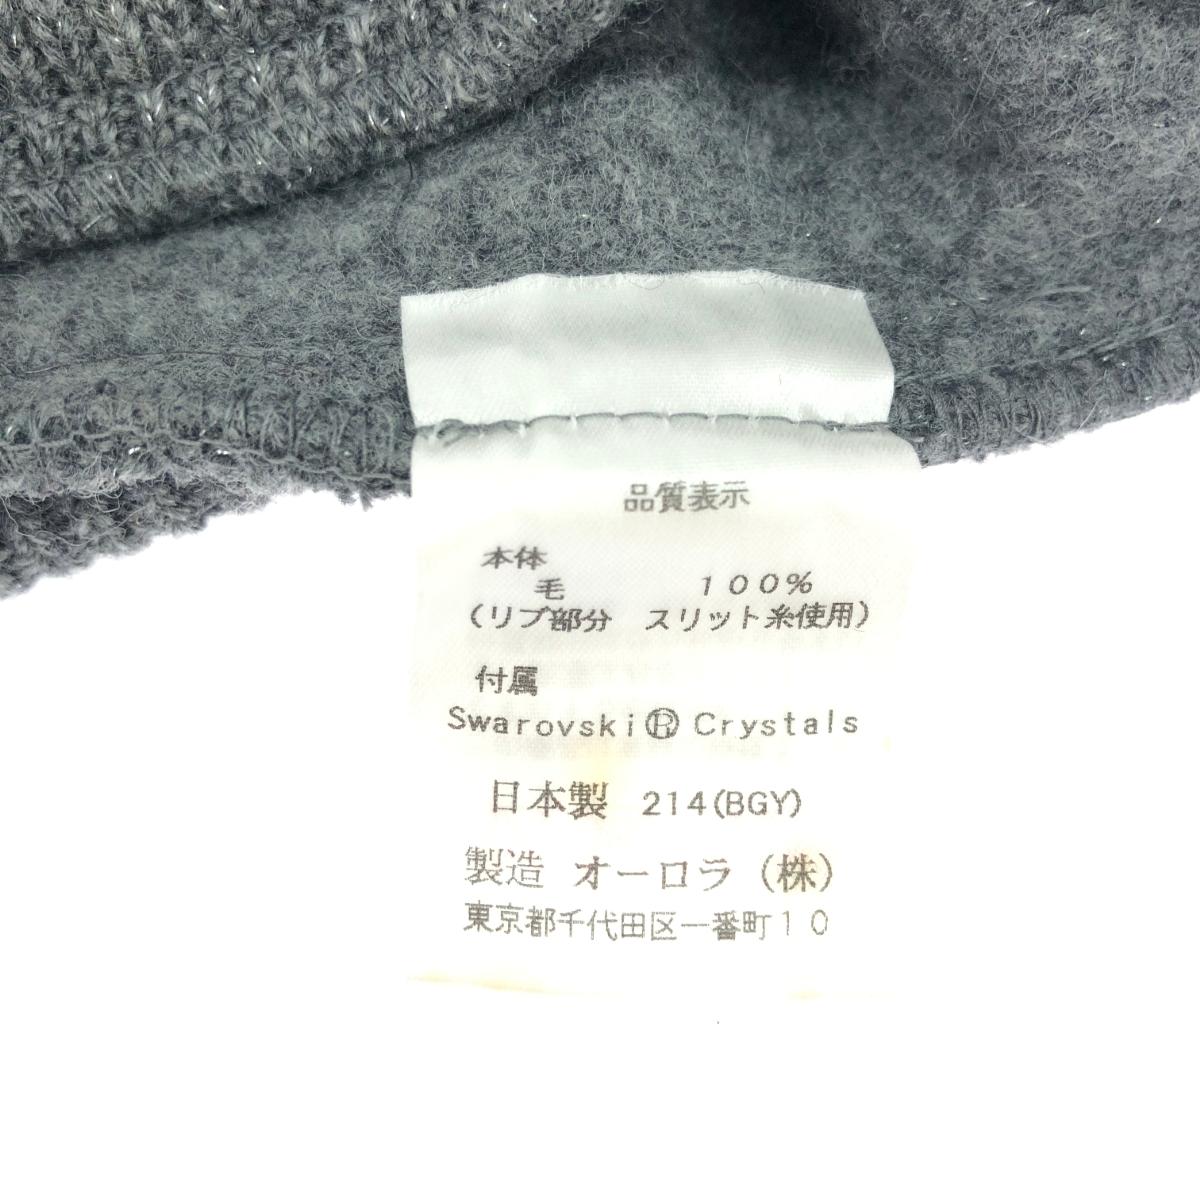 品質表示
本体
毛　　　　１００％
（リブ部分　スリット糸使用）
付属
Swarovski® Crystals
日本製 214(BGY)
製造 オーロラ（株）
東京都千代田区一番町１０